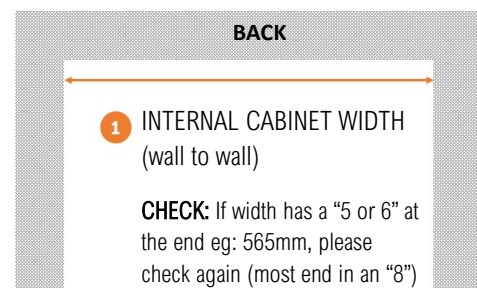 BACK
1 INTERNAL CABINET WIDTH
(wall to wall)
CHECK: If width has a “5 or 6” at
the end eg: 565mm, please
check again (most end in an “8”)